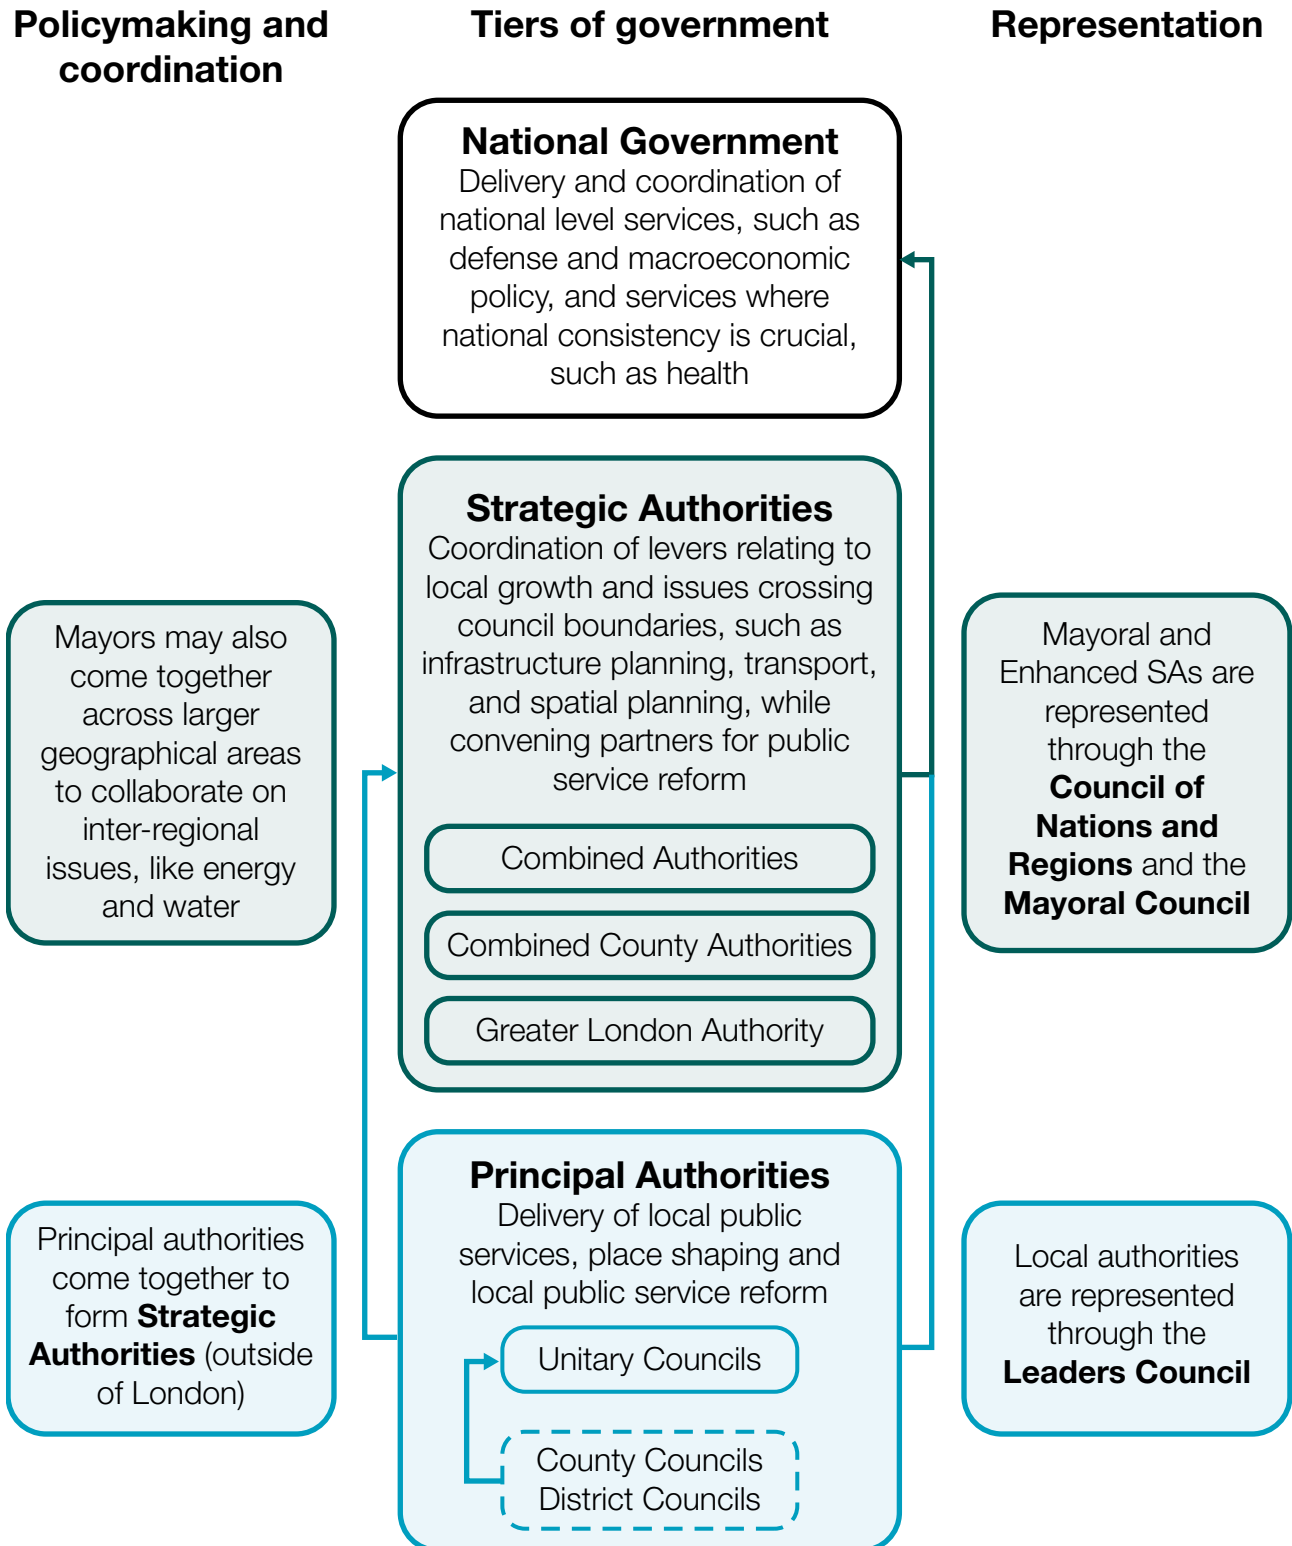 Policymaking and
coordination
Tiers of government
Representation
National Government
Delivery and coordination of
national level services, such as
defense and macroeconomic
policy, and services where
national consistency is crucial,
such as health
Strategic Authorities
Coordination of levers relating to
local growth and issues crossing
council boundaries, such as
infrastructure planning, transport,
and spatial planning, while
convening partners for public
service reform
Combined Authorities
Combined County Authorities
Greater London Authority
Mayors may also
come together
across larger
geographical areas
to collaborate on
inter-regional
issues, like energy
and water
Mayoral and
Enhanced SAs are
represented
through the
Council of
Nations and
Regions and the
Mayoral Council
Principal Authorities
Delivery of local public
services, place shaping and
local public service reform
Unitary Councils
County Councils
District Councils
Principal authorities
come together to
form Strategic
Authorities (outside
of London)
Local authorities
are represented
through the
Leaders Council